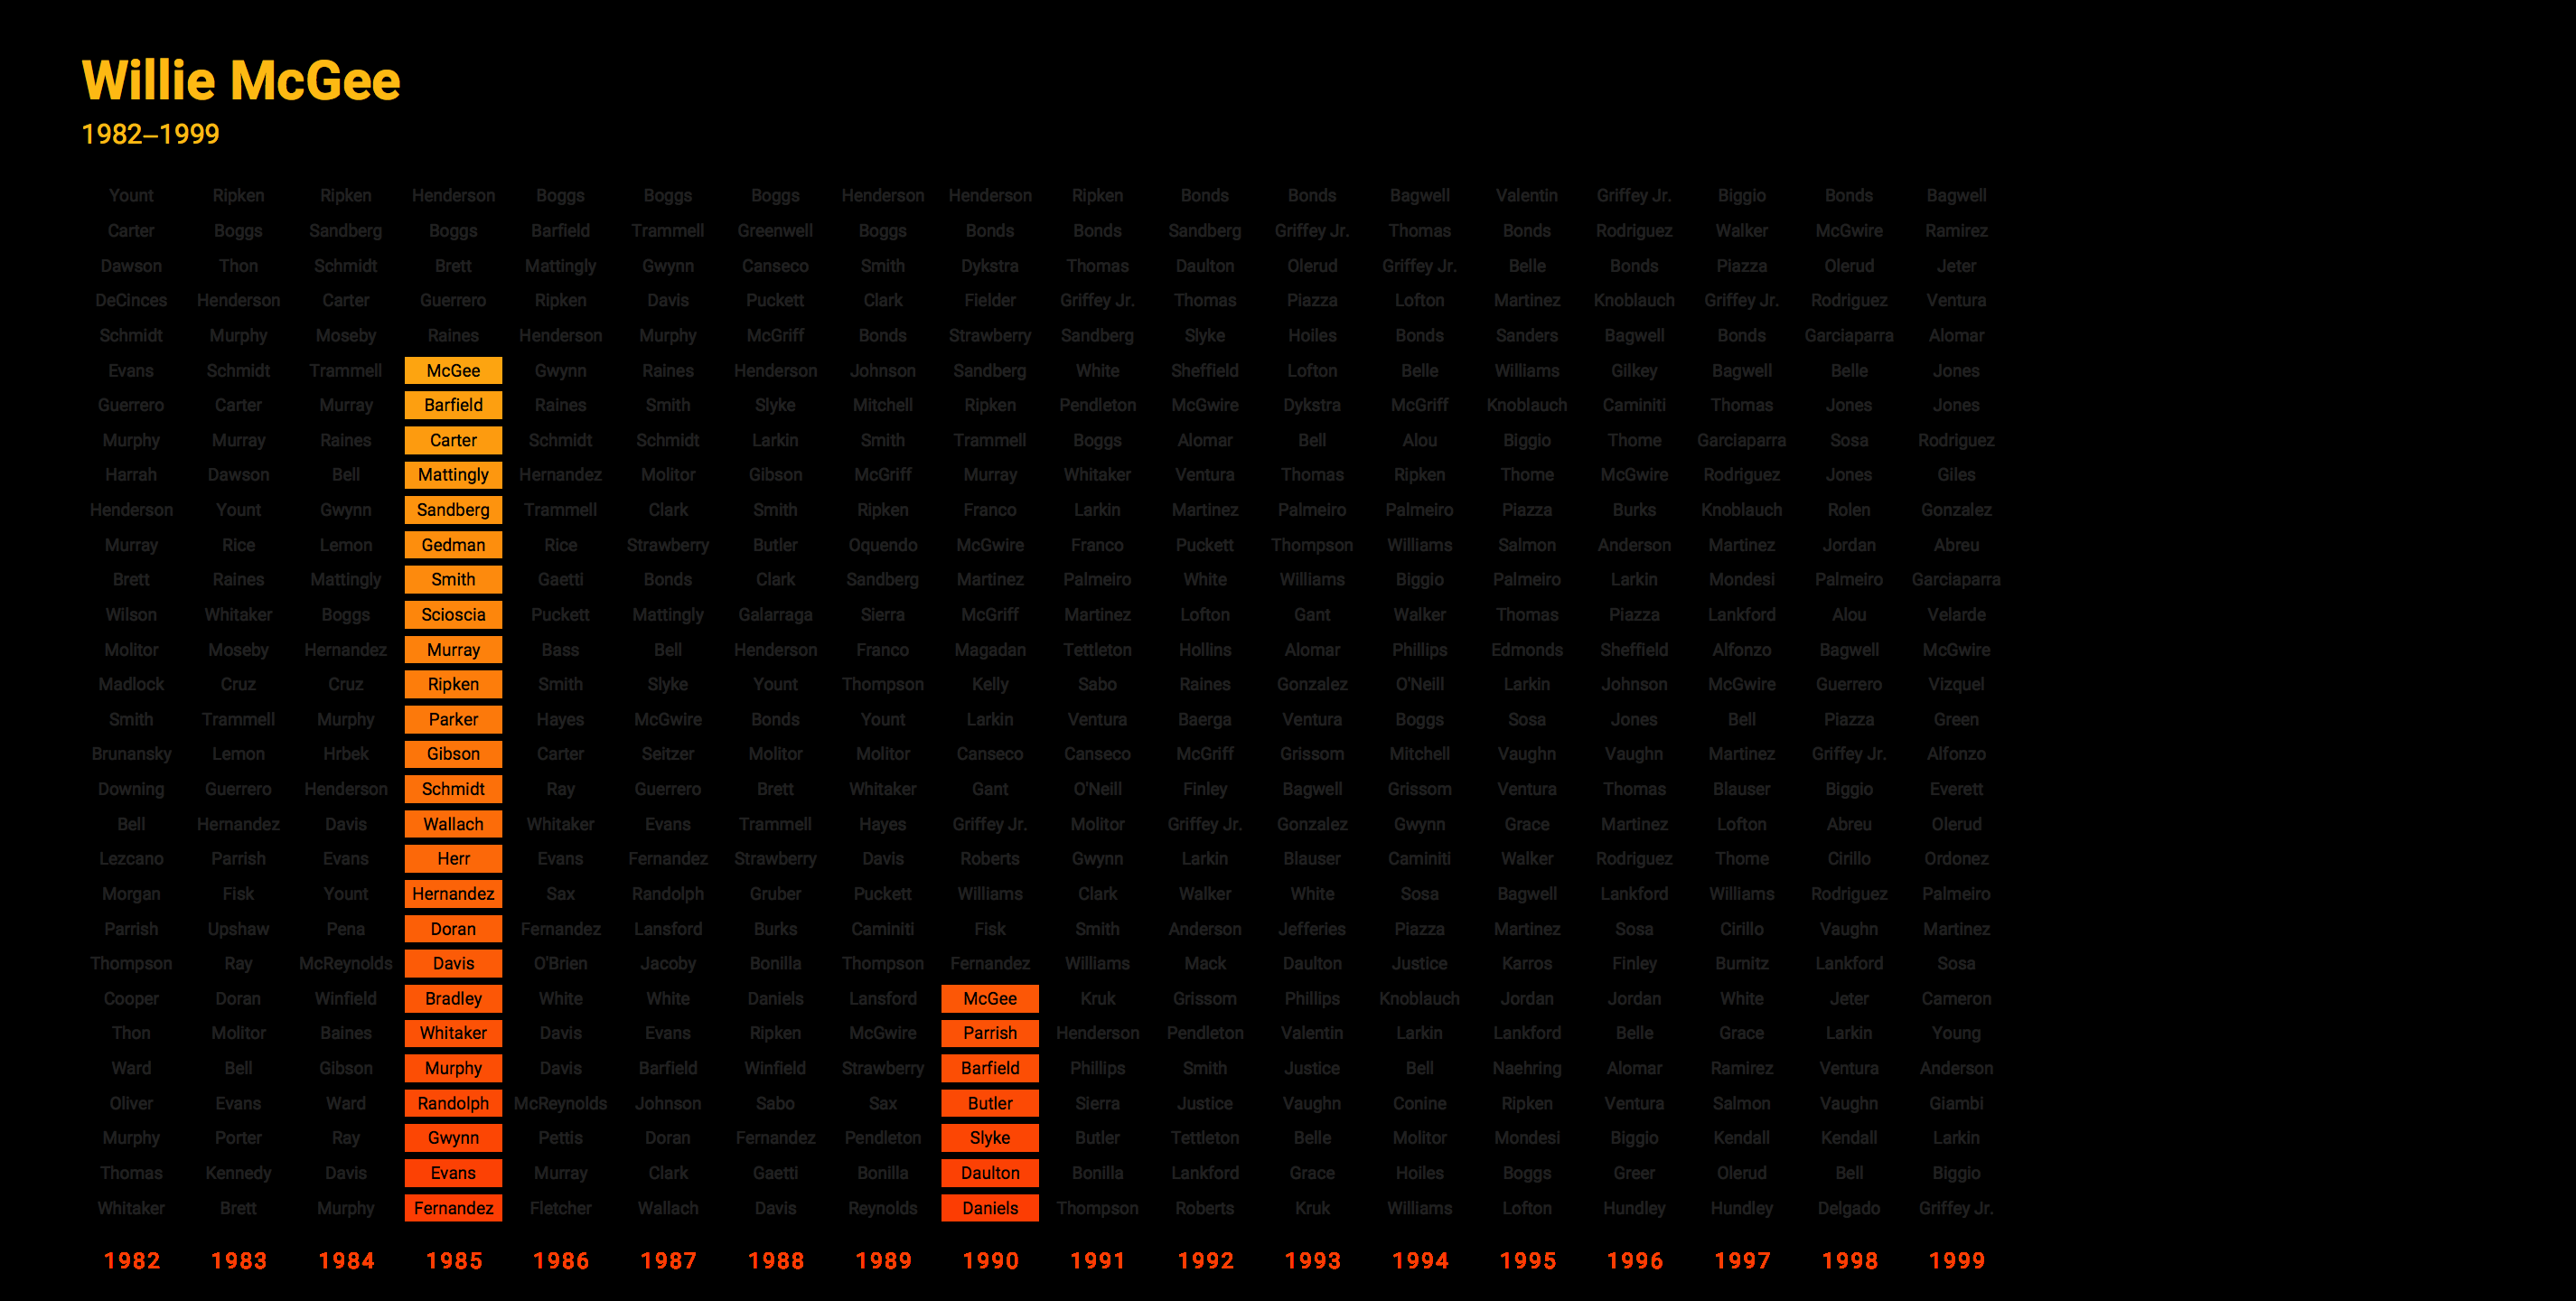 Willie McGee
1982–1999
Yount Ripken Ripken Henderson Boggs Boggs Boggs Henderson Henderson Ripken Bonds Bonds Bagwell Valentin Griffey Jr. Biggio Bonds Bagwell
Carter Boggs Sandberg Boggs Barfield Trammell Greenwell Boggs Bonds Bonds Sandberg Griffey Jr. Thomas Bonds Rodriguez Walker McGwire Ramirez
Dawson Thon Schmidt Brett Mattingly Gwynn Canseco Smith Dykstra Thomas Daulton Olerud Griffey Jr. Belle Bonds Piazza Olerud Jeter
DeCinces Henderson Carter Guerrero Ripken Davis Puckett Clark Fielder Griffey Jr. Thomas Piazza Lofton Martinez Knoblauch Griffey Jr. Rodriguez Ventura
Schmidt Murphy Moseby Raines Henderson Murphy McGriff Bonds Strawberry Sandberg Slyke Hoiles Bonds Sanders Bagwell Bonds Garciaparra Alomar
Evans Schmidt Trammell McGee Gwynn Raines Henderson Johnson Sandberg White Sheffield Lofton Belle Williams Gilkey Bagwell Belle Jones
Guerrero Carter Murray Barfield Raines Smith Slyke Mitchell Ripken Pendleton McGwire Dykstra McGriff Knoblauch Caminiti Thomas Jones Jones
Murphy Murray Raines Carter Schmidt Schmidt Larkin Smith Trammell Boggs Alomar Bell Alou Biggio Thome Garciaparra Sosa Rodriguez
Harrah Dawson Bell Mattingly Hernandez Molitor Gibson McGriff Murray Whitaker Ventura Thomas Ripken Thome McGwire Rodriguez Jones Giles
Henderson Yount Gwynn Sandberg Trammell Clark Smith Ripken Franco Larkin Martinez Palmeiro Palmeiro Piazza Burks Knoblauch Rolen Gonzalez
Murray Rice Lemon Gedman Rice Strawberry Butler Oquendo McGwire Franco Puckett Thompson Williams Salmon Anderson Martinez Jordan Abreu
Brett Raines Mattingly Smith Gaetti Bonds Clark Sandberg Martinez Palmeiro White Williams Biggio Palmeiro Larkin Mondesi Palmeiro Garciaparra
Wilson Whitaker Boggs Scioscia Puckett Mattingly Galarraga Sierra McGriff Martinez Lofton Gant Walker Thomas Piazza Lankford Alou Velarde
Molitor Moseby Hernandez Murray Bass Bell Henderson Franco Magadan Tettleton Hollins Alomar Phillips Edmonds Sheffield Alfonzo Bagwell McGwire
Madlock Cruz Cruz Ripken Smith Slyke Yount Thompson Kelly Sabo Raines Gonzalez O'Neill Larkin Johnson McGwire Guerrero Vizquel
Smith Trammell Murphy Parker Hayes McGwire Bonds Yount Larkin Ventura Baerga Ventura Boggs Sosa Jones Bell Piazza Green
Brunansky Lemon Hrbek Gibson Carter Seitzer Molitor Molitor Canseco Canseco McGriff Grissom Mitchell Vaughn Vaughn Martinez Griffey Jr. Alfonzo
Downing Guerrero Henderson Schmidt Ray Guerrero Brett Whitaker Gant O'Neill Finley Bagwell Grissom Ventura Thomas Blauser Biggio Everett
Bell Hernandez Davis Wallach Whitaker Evans Trammell Hayes Griffey Jr. Molitor Griffey Jr. Gonzalez Gwynn Grace Martinez Lofton Abreu Olerud
Lezcano Parrish Evans Herr Evans Fernandez Strawberry Davis Roberts Gwynn Larkin Blauser Caminiti Walker Rodriguez Thome Cirillo Ordonez
Morgan Fisk Yount Hernandez Sax Randolph Gruber Puckett Williams Clark Walker White Sosa Bagwell Lankford Williams Rodriguez Palmeiro
Parrish Upshaw Pena Doran Fernandez Lansford Burks Caminiti Fisk Smith Anderson Jefferies Piazza Martinez Sosa Cirillo Vaughn Martinez
Thompson Ray McReynolds Davis O'Brien Jacoby Bonilla Thompson Fernandez Williams Mack Daulton Justice Karros Finley Burnitz Lankford Sosa
Cooper Doran Winfield Bradley White White Daniels Lansford McGee Kruk Grissom Phillips Knoblauch Jordan Jordan White Jeter Cameron
Thon Molitor Baines Whitaker Davis Evans Ripken McGwire Parrish Henderson Pendleton Valentin Larkin Lankford Belle Grace Larkin Young
Ward Bell Gibson Murphy Davis Barfield Winfield Strawberry Barfield Phillips Smith Justice Bell Naehring Alomar Ramirez Ventura Anderson
Oliver Evans Ward Randolph McReynolds Johnson Sabo Sax Butler Sierra Justice Vaughn Conine Ripken Ventura Salmon Vaughn Giambi
Murphy Porter Ray Gwynn Pettis Doran Fernandez Pendleton Slyke Butler Tettleton Belle Molitor Mondesi Biggio Kendall Kendall Larkin
Thomas Kennedy Davis Evans Murray Clark Gaetti Bonilla Daulton Bonilla Lankford Grace Hoiles Boggs Greer Olerud Bell Biggio
Whitaker Brett Murphy Fernandez Fletcher Wallach Davis Reynolds Daniels Thompson Roberts Kruk Williams Lofton Hundley Hundley Delgado Griffey Jr.
1982 1983 1984 1985 1986 1987 1988 1989 1990 1991 1992 1993 1994 1995 1996 1997 1998 1999